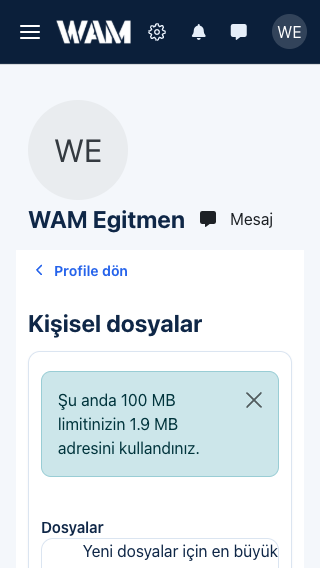 WAM
WE
WE
WAM Egitmen
Mesaj
Profile dön
Kişisel dosyalar
Şu anda 100 MB
limitinizin 1.9 MB
adresini kullandınız.
Dosyalar
Yeni dosyalar için en büyük